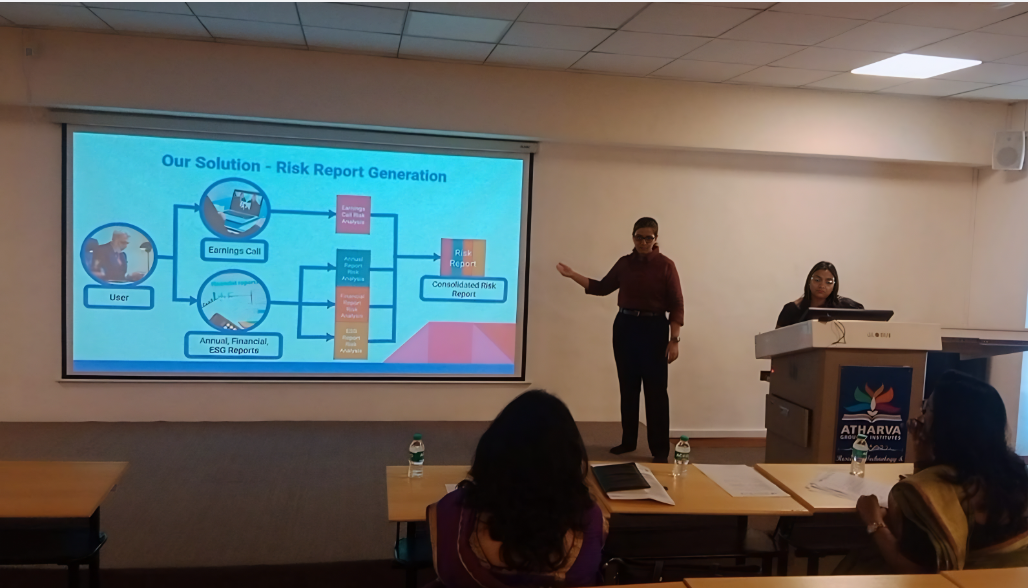 Our Solution - Risk Report Generation
Earnings Call
User
Annual, Financial,
ESG Reports
Earnings
Call Risk
Analysis
Annual
Report
Risk
Analysis
Financial
Report
Risk
Analysis
ESG
Report
Risk
Analysis
Risk
Report
Consolidated Risk
Report
GLOBUS
ATHARVA